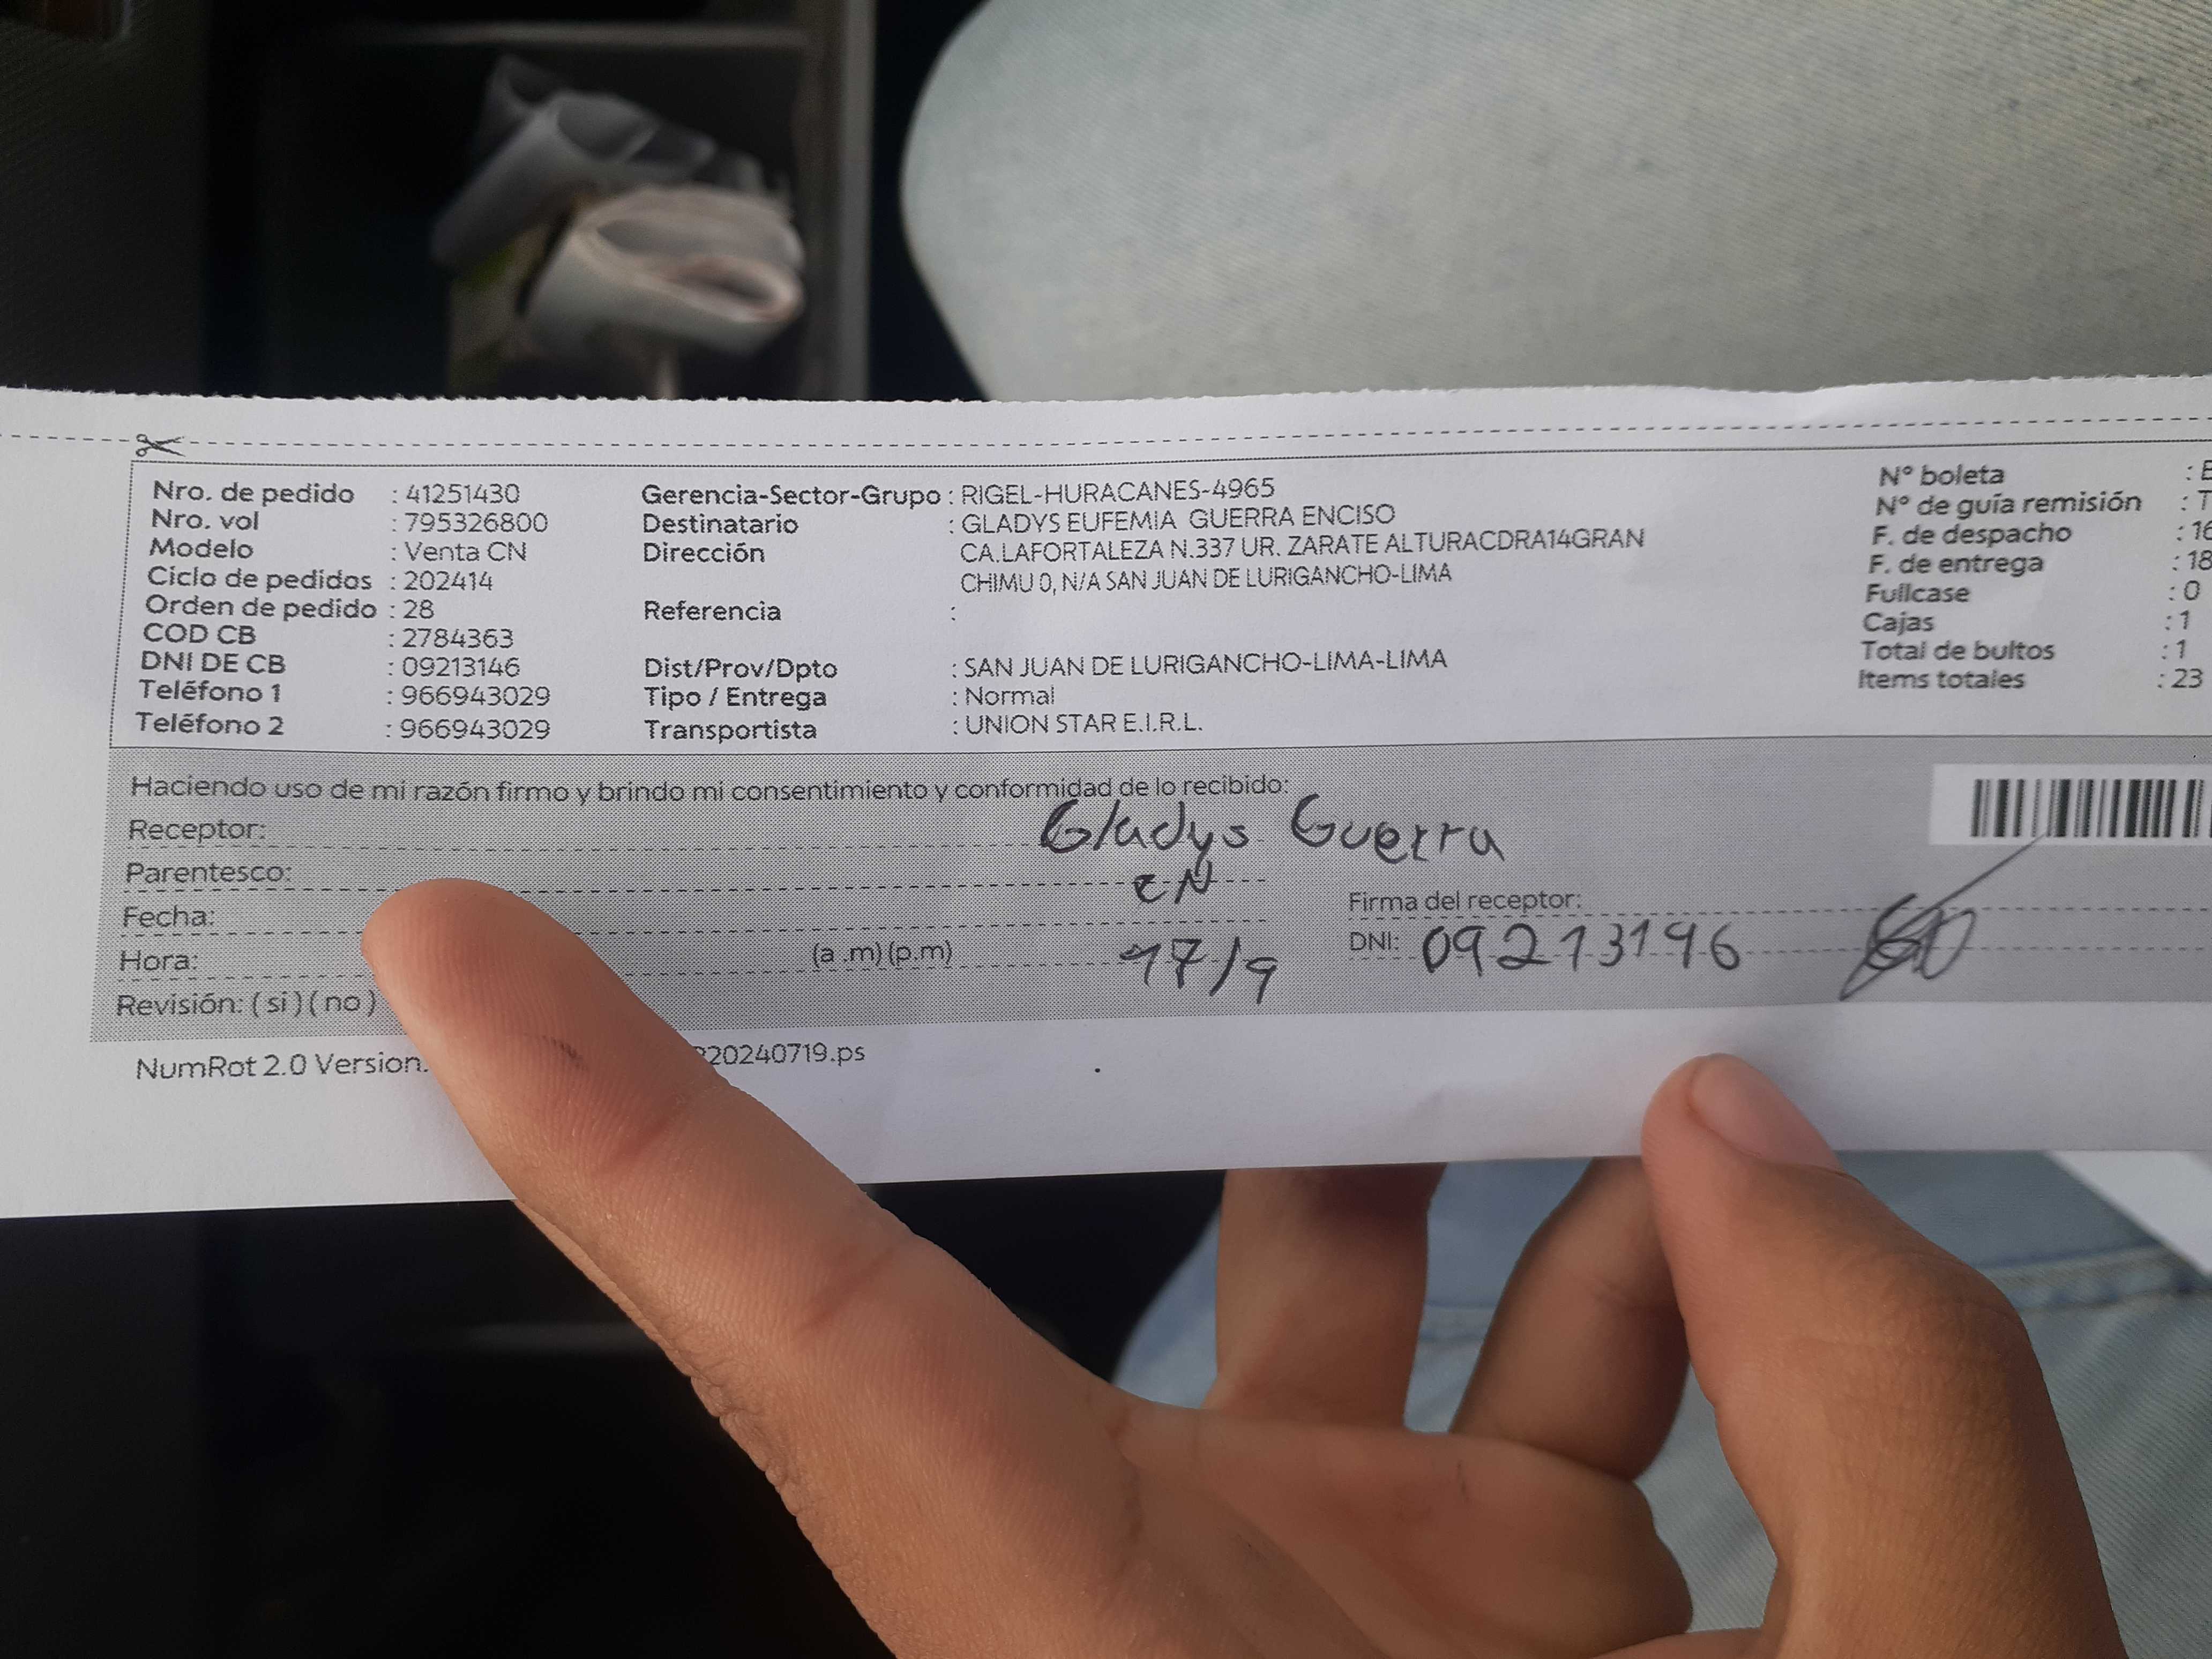 Nro. de pedido : 41251430 Gerencia-Sector-Grupo : RIGEL-HURACANES-4965 N° boleta : B
Nro. vol : 795326800 Destinatario : GLADYS EUFEMIA GUERRA ENCISO N° de guía remisión : T
Modelo : Venta CN Dirección CA.LAFORTALEZA N.337 UR. ZARATE ALTURACDRA14GRAN F. de despacho : 16
Ciclo de pedidos : 202414 CHIMU 0, N/A SAN JUAN DE LURIGANCHO-LIMA F. de entrega : 18
Orden de pedido : 28 Referencia : Fullcase : 0
COD CB : 2784363 Cajas : 1
DNI DE CB : 09213146 Dist/Prov/Dpto : SAN JUAN DE LURIGANCHO-LIMA-LIMA Total de bultos : 1
Teléfono 1 : 966943029 Tipo / Entrega : Normal Items totales : 23
Teléfono 2 : 966943029 Transportista : UNION STAR E.I.R.L.
Haciendo uso de mi razón firmo y brindo mi consentimiento y conformidad de lo recibido:
Receptor: Gladys Guerra
Parentesco: CN
Fecha: Firma del receptor:
Hora: (a .m) (p.m) 17/9 DNI: 09213146
Revisión: ( si ) ( no )
NumRot 2.0 Version. 20240719.ps